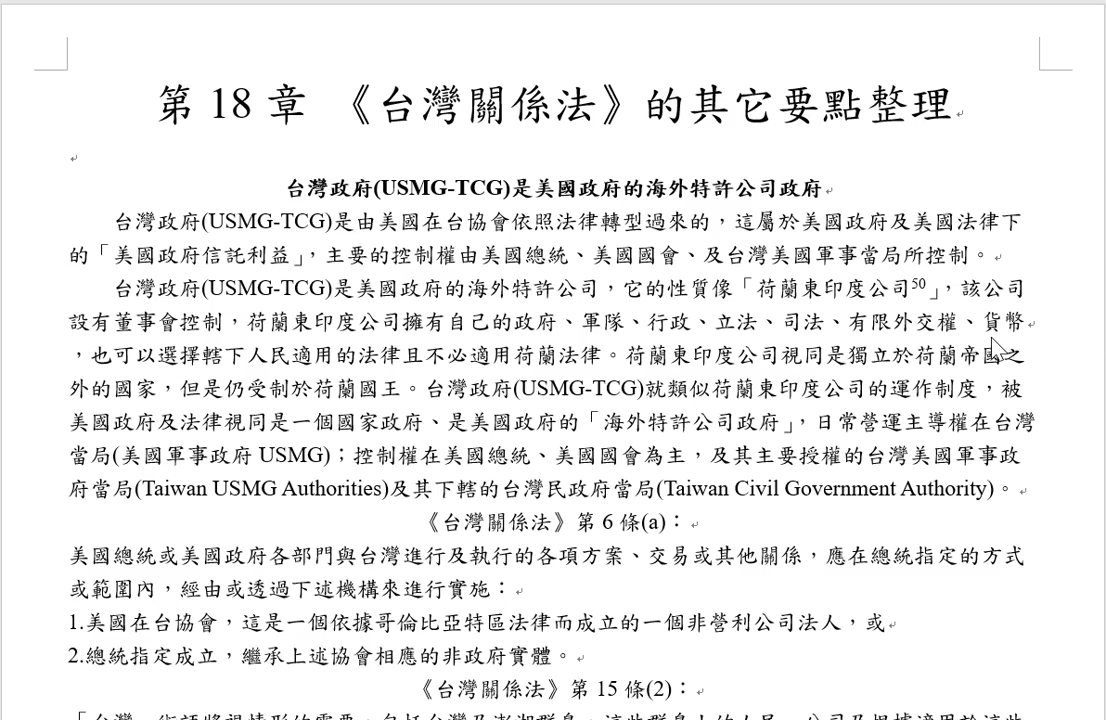 第 18 章 《台灣關係法》的其它要點整理
台灣政府(USMG-TCG)是美國政府的海外特許公司政府
台灣政府(USMG-TCG)是由美國在台協會依照法律轉型過來的，這屬於美國政府及美國法律下
的「美國政府信託利益」，主要的控制權由美國總統、美國國會、及台灣美國軍事當局所控制。
台灣政府(USMG-TCG)是美國政府的海外特許公司，它的性質像「荷蘭東印度公司50」，該公司
設有董事會控制，荷蘭東印度公司擁有自己的政府、軍隊、行政、立法、司法、有限外交權、貨幣
，也可以選擇轄下人民適用的法律且不必適用荷蘭法律。荷蘭東印度公司視同是獨立於荷蘭帝國之
外的國家，但是仍受制於荷蘭國王。台灣政府(USMG-TCG)就類似荷蘭東印度公司的運作制度，被
美國政府及法律視同是一個國家政府、是美國政府的「海外特許公司政府」，日常營運主導權在台灣
當局(美國軍事政府 USMG)；控制權在美國總統、美國國會為主，及其主要授權的台灣美國軍事政
府當局(Taiwan USMG Authorities)及其下轄的台灣民政府當局(Taiwan Civil Government Authority)。
《台灣關係法》第 6 條(a)：
美國總統或美國政府各部門與台灣進行及執行的各項方案、交易或其他關係，應在總統指定的方式
或範圍內，經由或透過下述機構來進行實施：
1.美國在台協會，這是一個依據哥倫比亞特區法律而成立的一個非營利公司法人，或
2.總統指定成立，繼承上述協會相應的非政府實體。
《台灣關係法》第 15 條(2)：